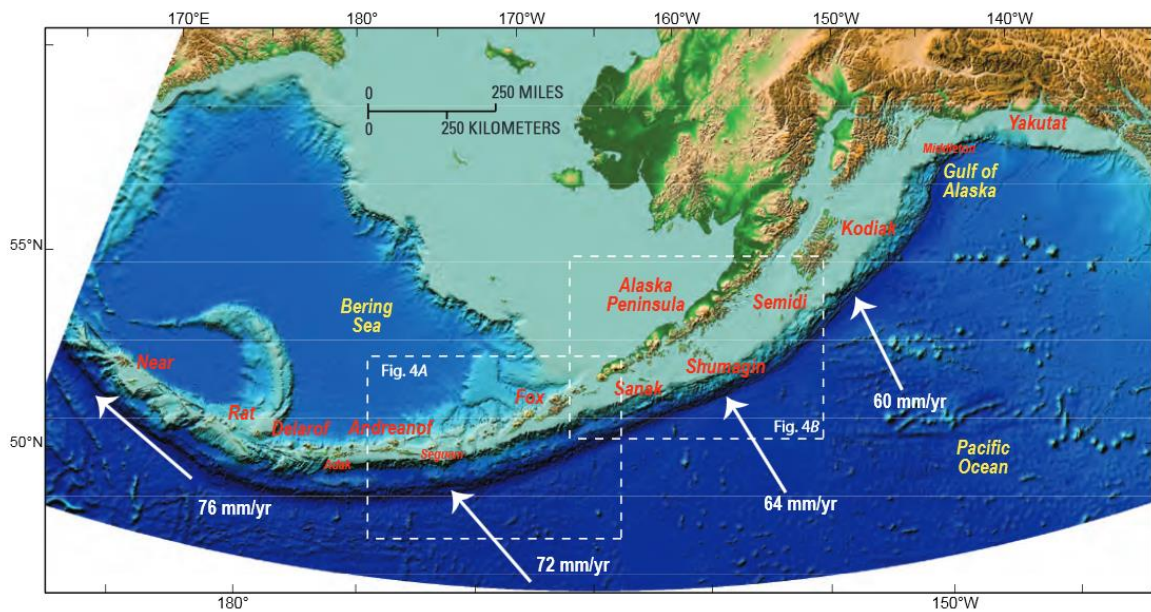 170°E 180° 170°W 160°W 150°W 140°W
0 250 MILES
0 250 KILOMETERS
Yakutat
Middleton
Gulf of
Alaska
55°N
Kodiak
Alaska
Peninsula
Semidi
Bering
Sea
Near
Fig. 4A
Shumagin
Sanak
Fox
60 mm/yr
Rat
Delarof
Andreanof
Fig. 4B
50°N
Adak
Seguam
Pacific
Ocean
76 mm/yr
64 mm/yr
72 mm/yr
180° 150°W